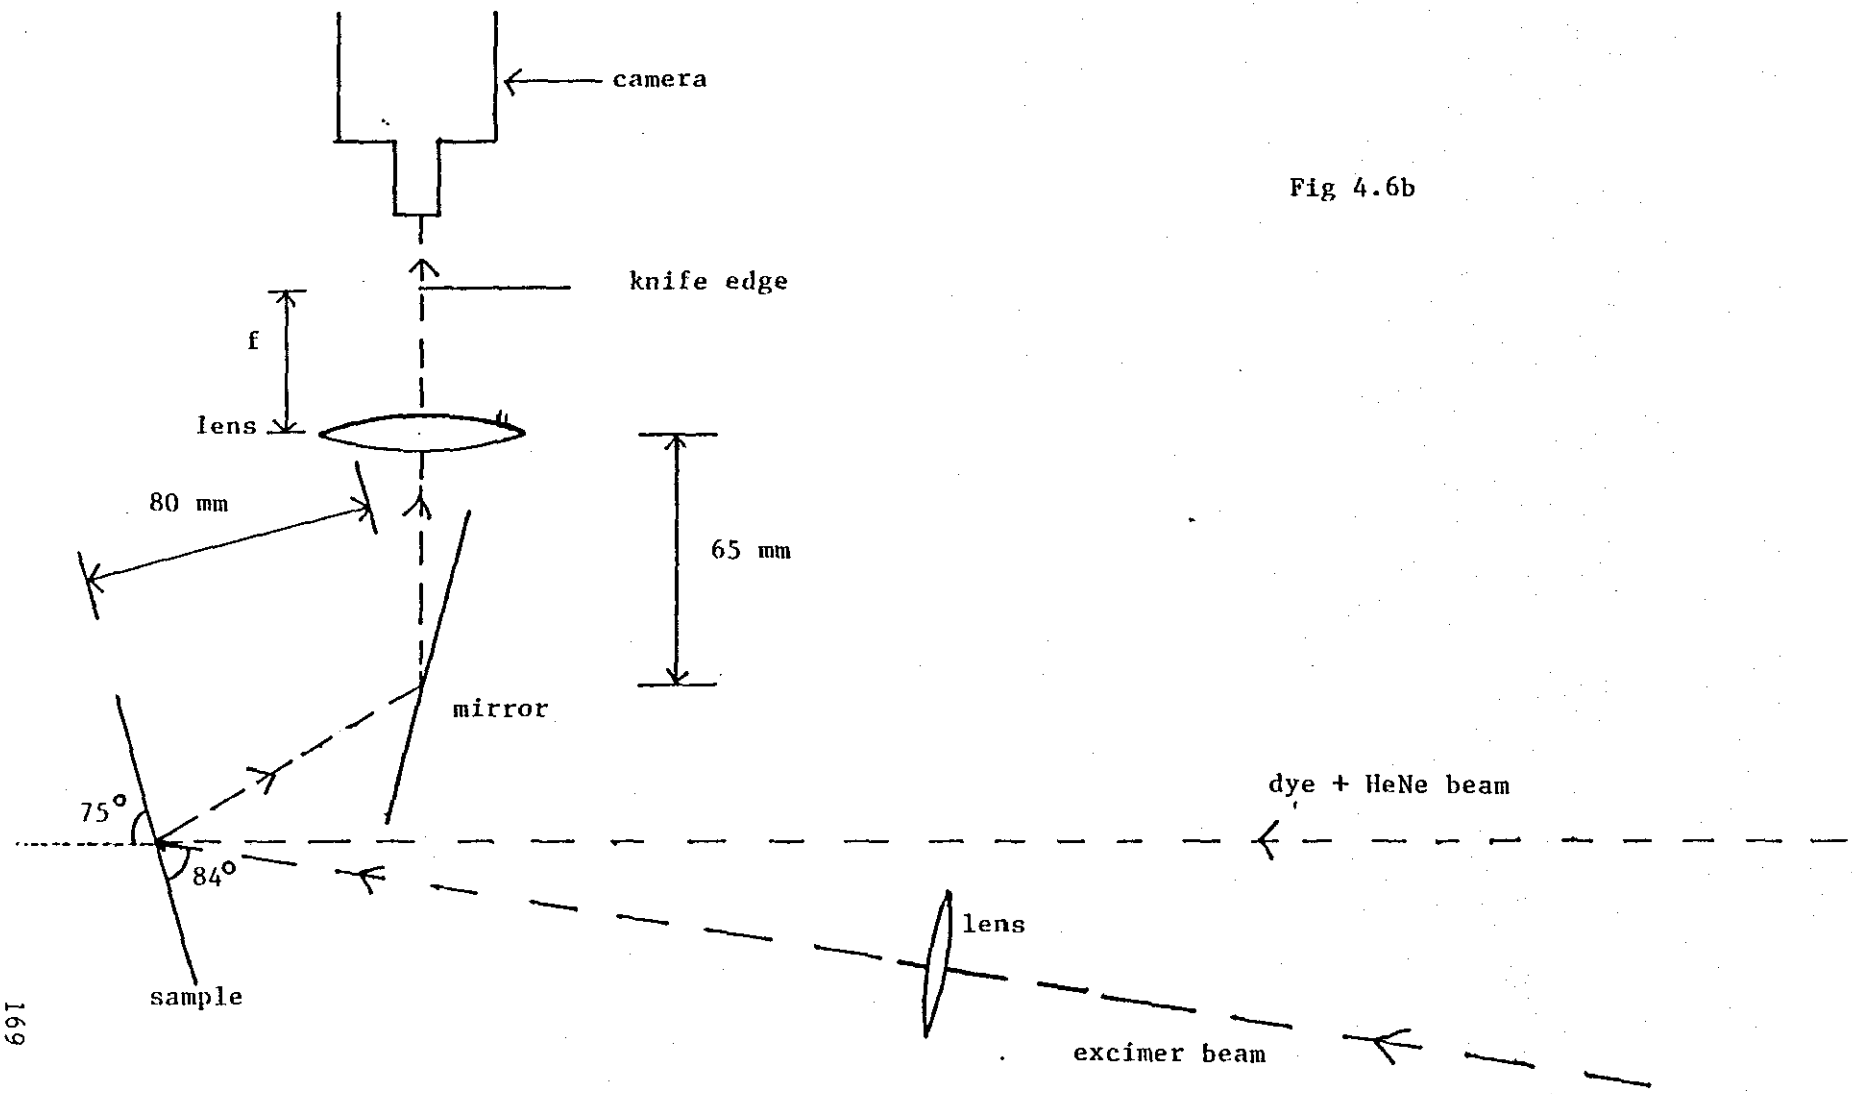 camera
Fig 4.6b
knife edge
f
lens
80 mm
65 mm
mirror
dye + HeNe beam
75°
84°
lens
sample
excimer beam
169